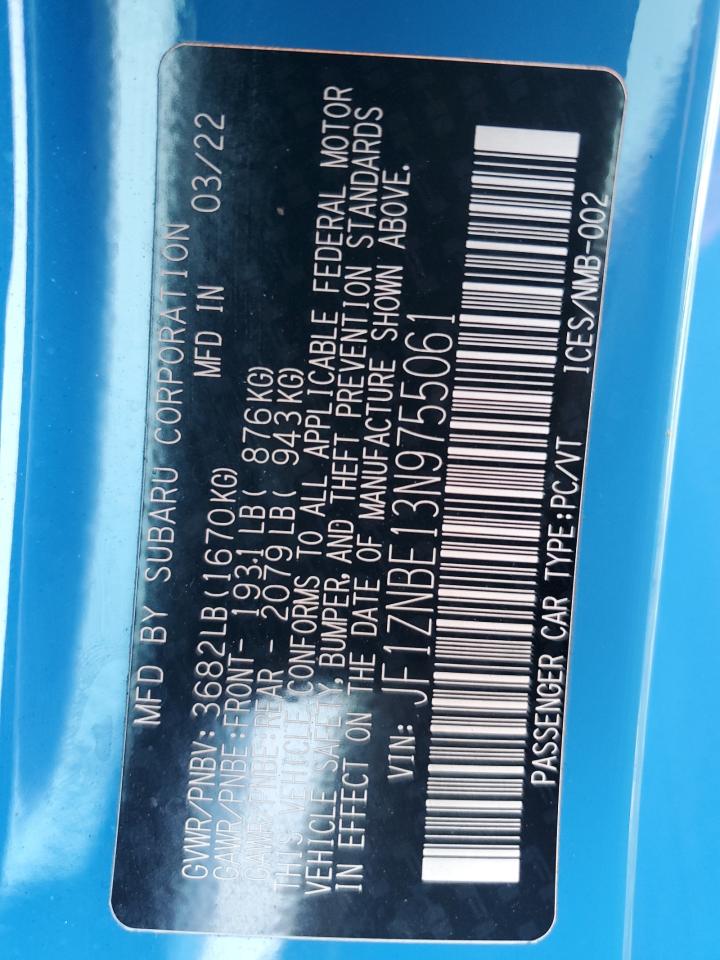 MFD BY SUBARU CORPORATION
MFD IN 03/22
GVWR/PNBV: 3682LB(1670KG)
GAWR/PNBE:FRONT- 1931LB( 876KG)
GAWR/PNBE:REAR - 2079LB( 943KG)
THIS VEHICLE CONFORMS TO ALL APPLICABLE FEDERAL MOTOR
VEHICLE SAFETY, BUMPER, AND THEFT PREVENTION STANDARDS
IN EFFECT ON THE DATE OF MANUFACTURE SHOWN ABOVE.
VIN: JF1ZNBE13N9755061
PASSENGER CAR TYPE:PC/VT ICES/NMB-002